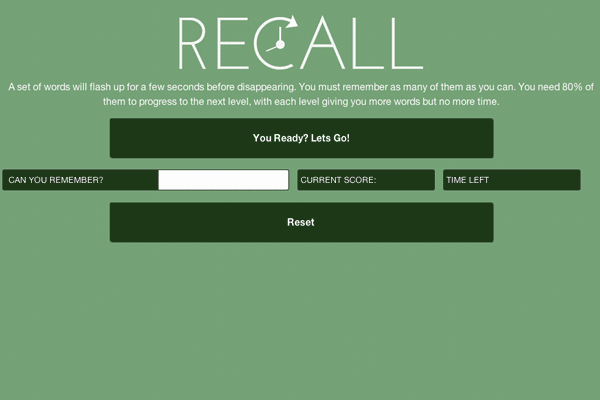 RECALL
A set of words will flash up for a few seconds before disappearing. You must remember as many of them as you can. You need 80% of
them to progress to the next level, with each level giving you more words but no more time.
You Ready? Lets Go!
CAN YOU REMEMBER?
CURRENT SCORE:
TIME LEFT
Reset